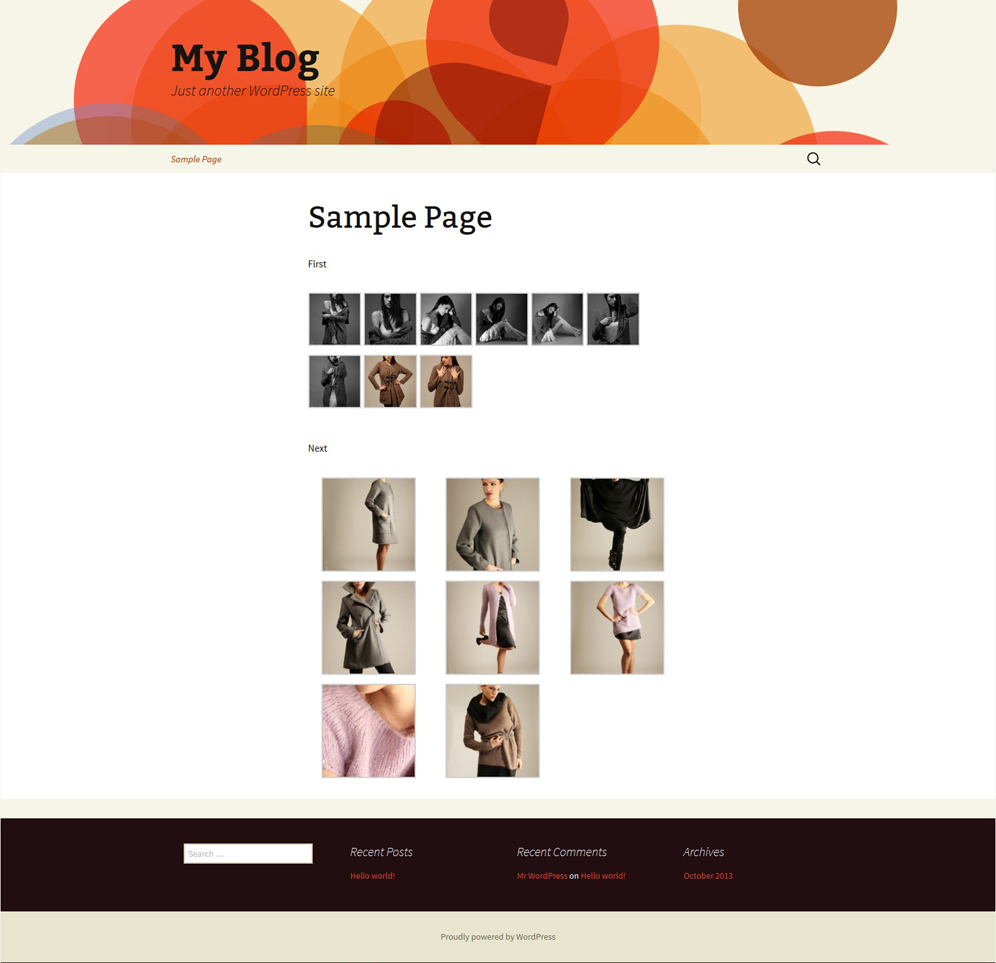 My Blog
Just another WordPress site
Sample Page
Sample Page
First
Next
Search …
Recent Posts
Hello world!
Recent Comments
Mr WordPress on Hello world!
Archives
October 2013
Proudly powered by WordPress